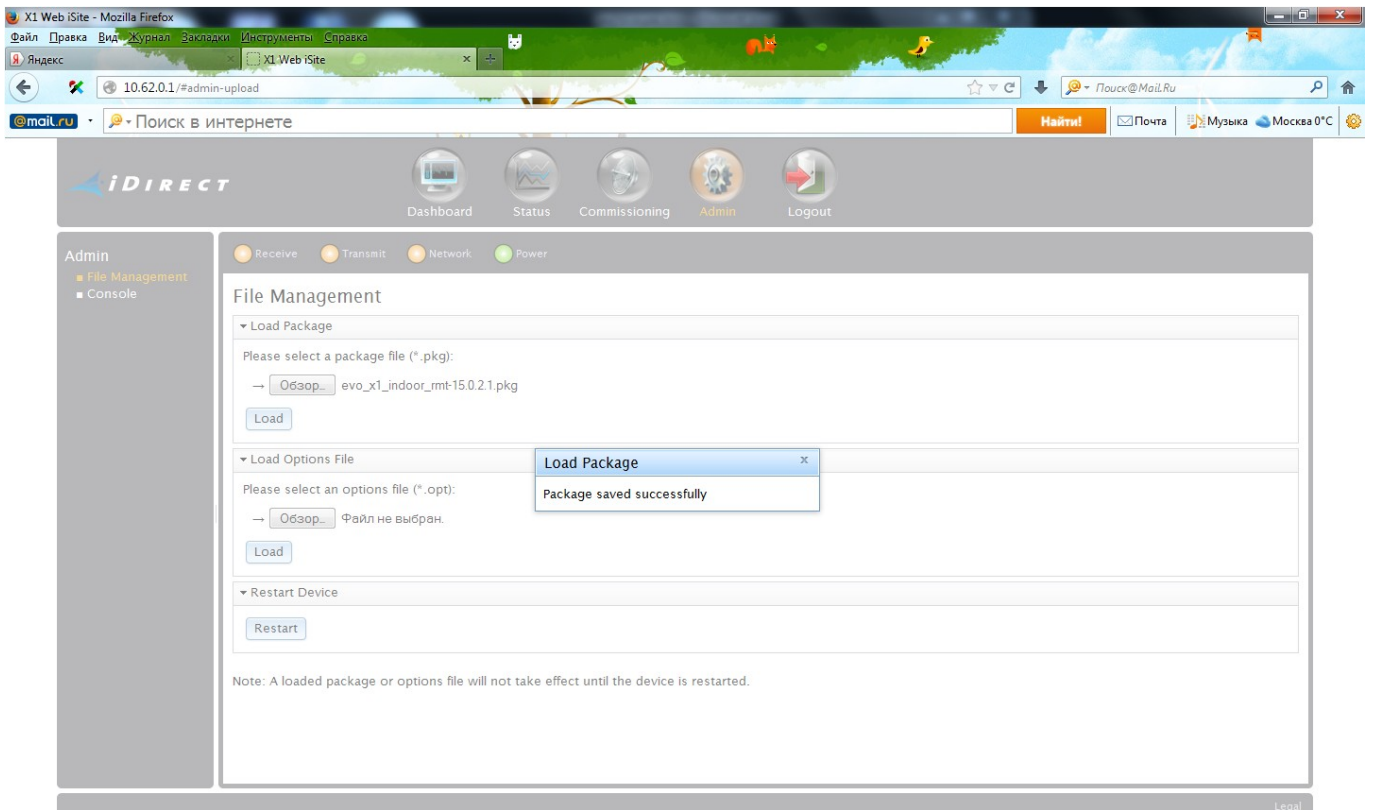 X1 Web iSite - Mozilla Firefox
Файл Правка Вид Журнал Закладки Инструменты Справка
Яндекс X1 Web iSite
10.62.0.1/#admin-upload Поиск@Mail.Ru
@mail.ru Поиск в интернете Найти! Почта Музыка Москва 0°C
iDIRECT
Dashboard Status Commissioning Admin Logout
Admin
File Management
Console
Receive Transmit Network Power
File Management
Load Package
Please select a package file (*.pkg):
→ Обзор... evo_x1_indoor_rmt-15.0.2.1.pkg
Load
Load Options File
Please select an options file (*.opt):
→ Обзор... Файл не выбран.
Load
Load Package x
Package saved successfully
Restart Device
Restart
Note: A loaded package or options file will not take effect until the device is restarted.
Legal